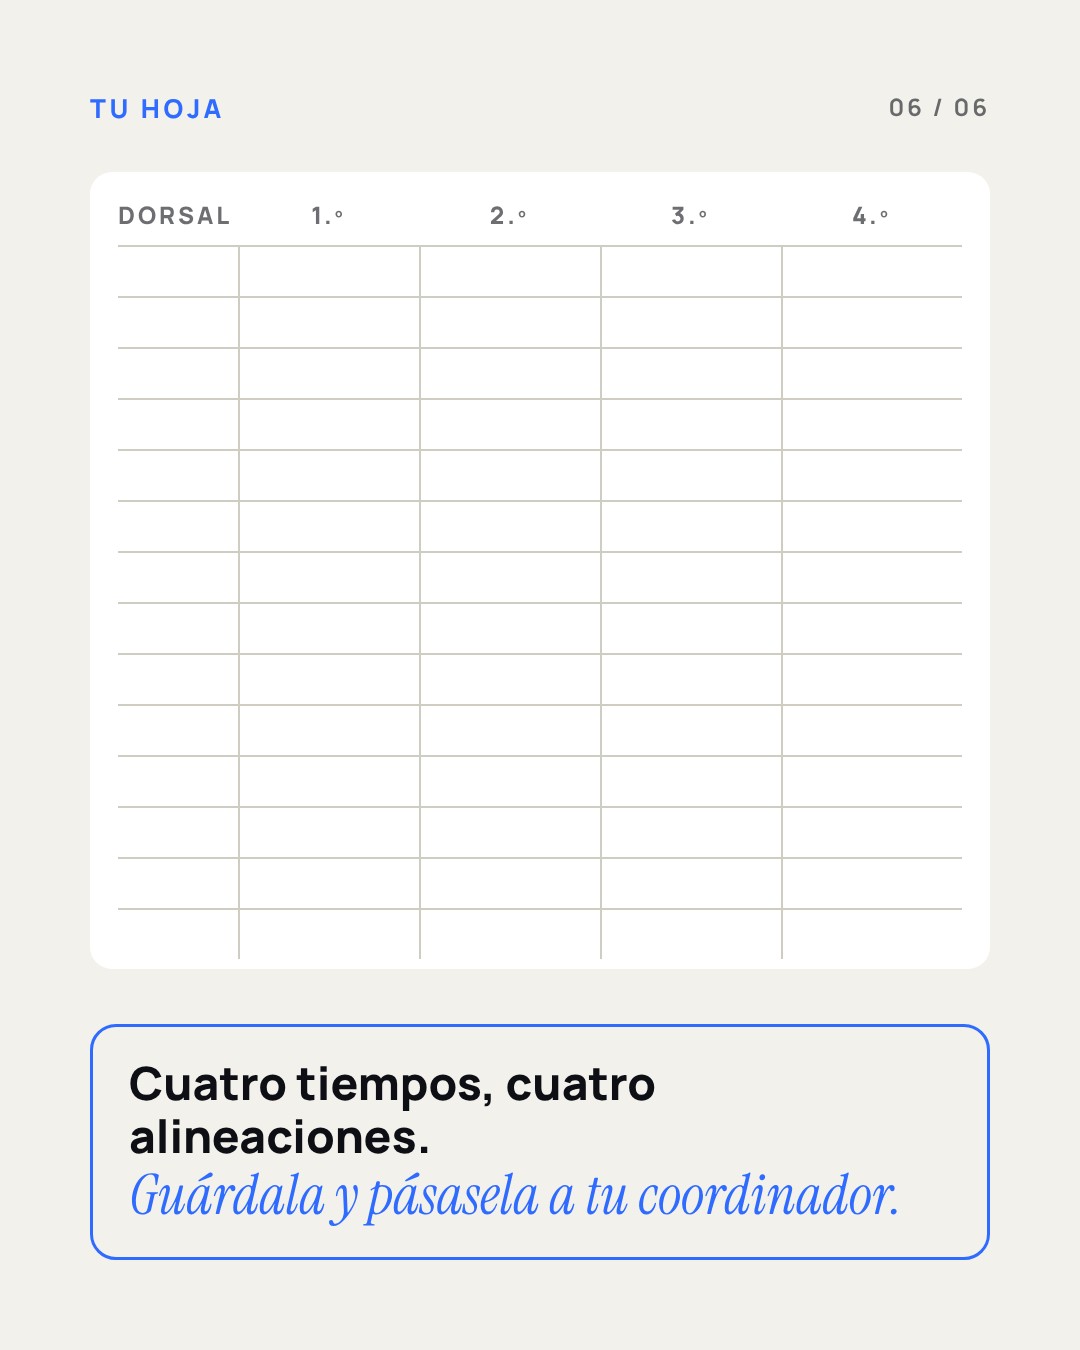 TU HOJA
06 / 06
DORSAL 1.º 2.º 3.º 4.º
Cuatro tiempos, cuatro
alineaciones.
Guárdala y pásasela a tu coordinador.